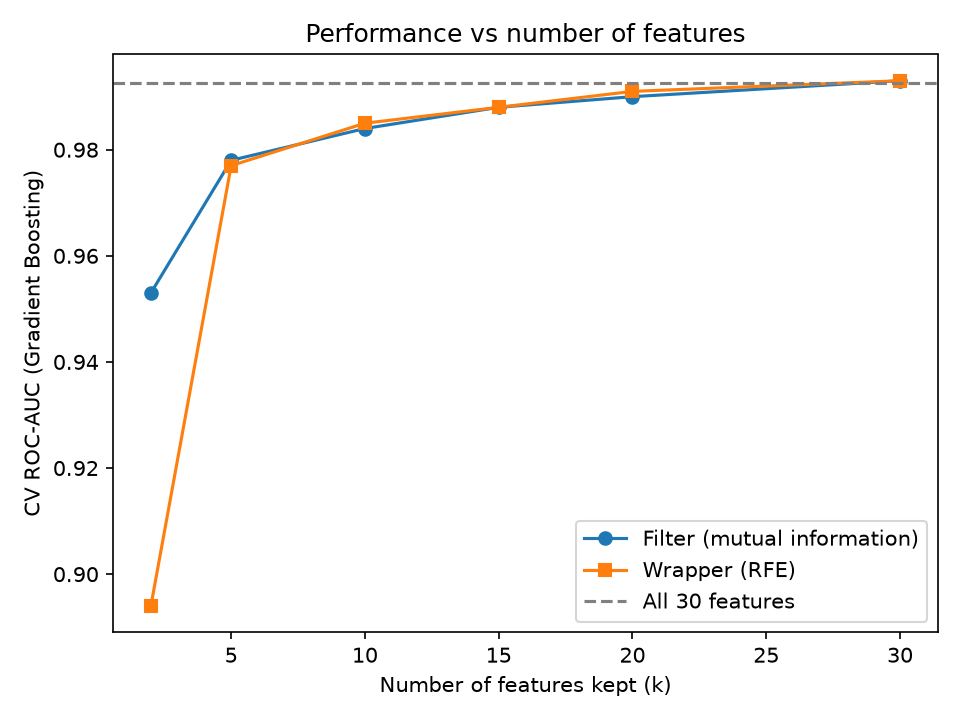 Performance vs number of features
CV ROC-AUC (Gradient Boosting)
0.98
0.96
0.94
0.92
0.90
Filter (mutual information)
Wrapper (RFE)
All 30 features
5 10 15 20 25 30
Number of features kept (k)